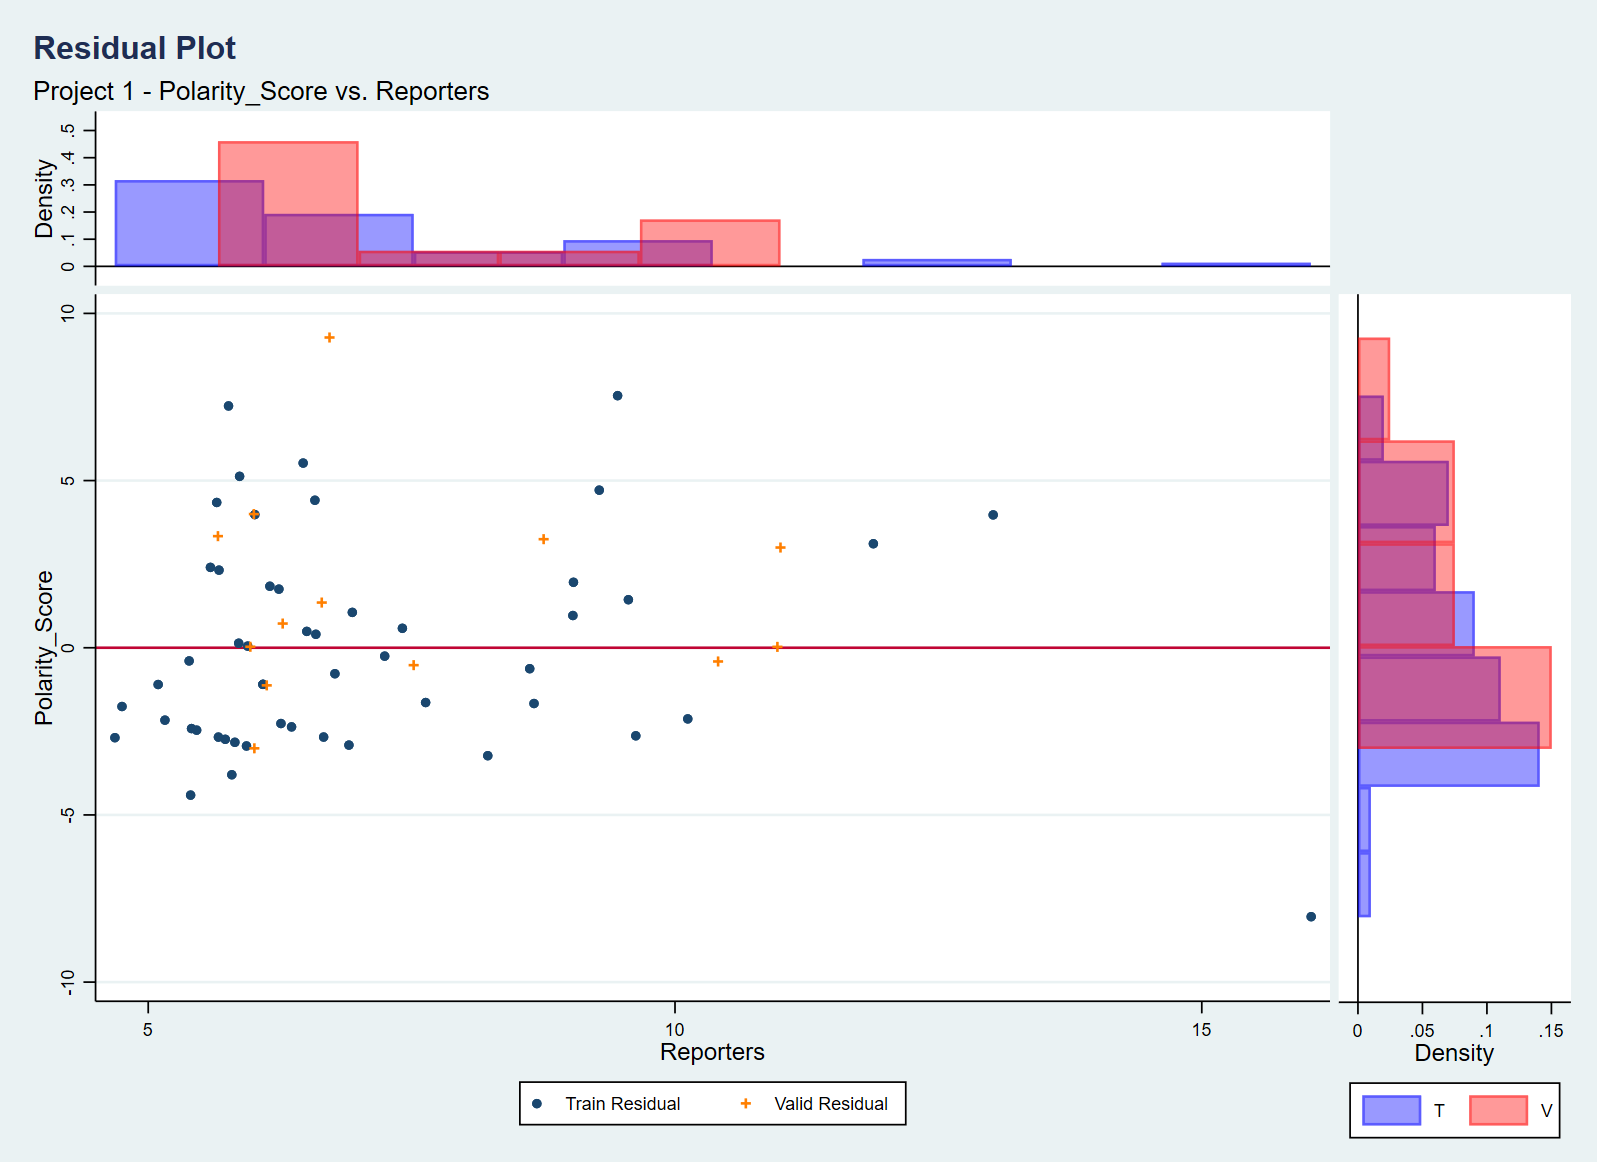 Residual Plot
Project 1 - Polarity_Score vs. Reporters
Density
.5
.4
.3
.2
.1
0
Polarity_Score
10
5
0
-5
-10
5 10 15
Reporters
0 .05 .1 .15
Density
Train Residual Valid Residual
T V